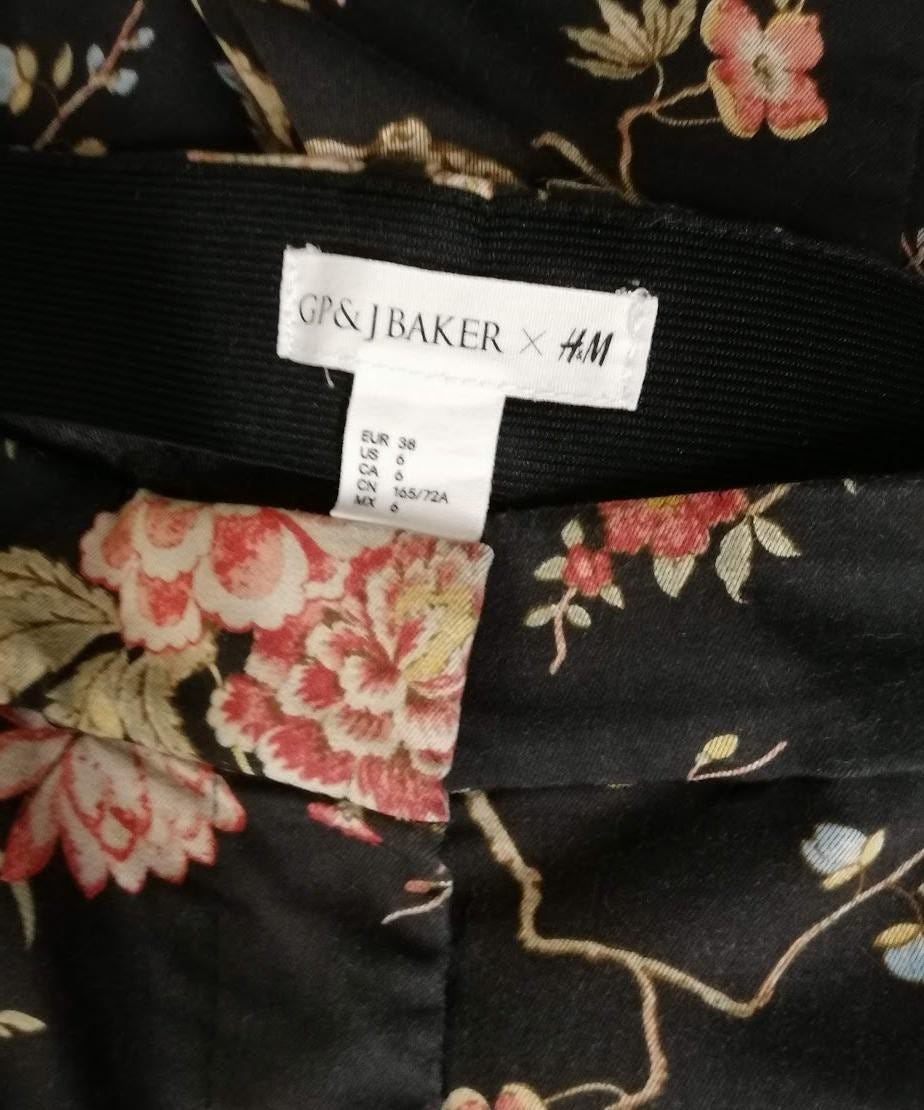 GP & J BAKER × H&M
EUR 38
US 6
CA 6
CN 165/72A
MX 6